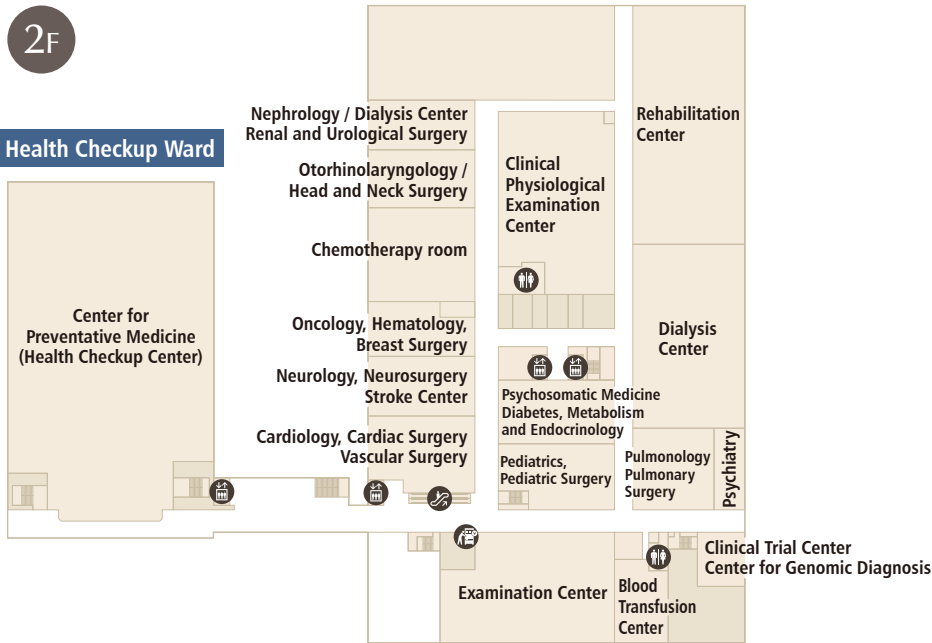 2F
Health Checkup Ward
Nephrology / Dialysis Center
Renal and Urological Surgery
Otorhinolaryngology /
Head and Neck Surgery
Chemotherapy room
Oncology, Hematology,
Breast Surgery
Neurology, Neurosurgery
Stroke Center
Cardiology, Cardiac Surgery
Vascular Surgery
Center for
Preventative Medicine
(Health Checkup Center)
Clinical
Physiological
Examination
Center
Rehabilitation
Center
Dialysis
Center
Psychosomatic Medicine
Diabetes, Metabolism
and Endocrinology
Pediatrics,
Pediatric Surgery
Pulmonology
Pulmonary
Surgery
Psychiatry
Examination Center
Blood
Transfusion
Center
Clinical Trial Center
Center for Genomic Diagnosis